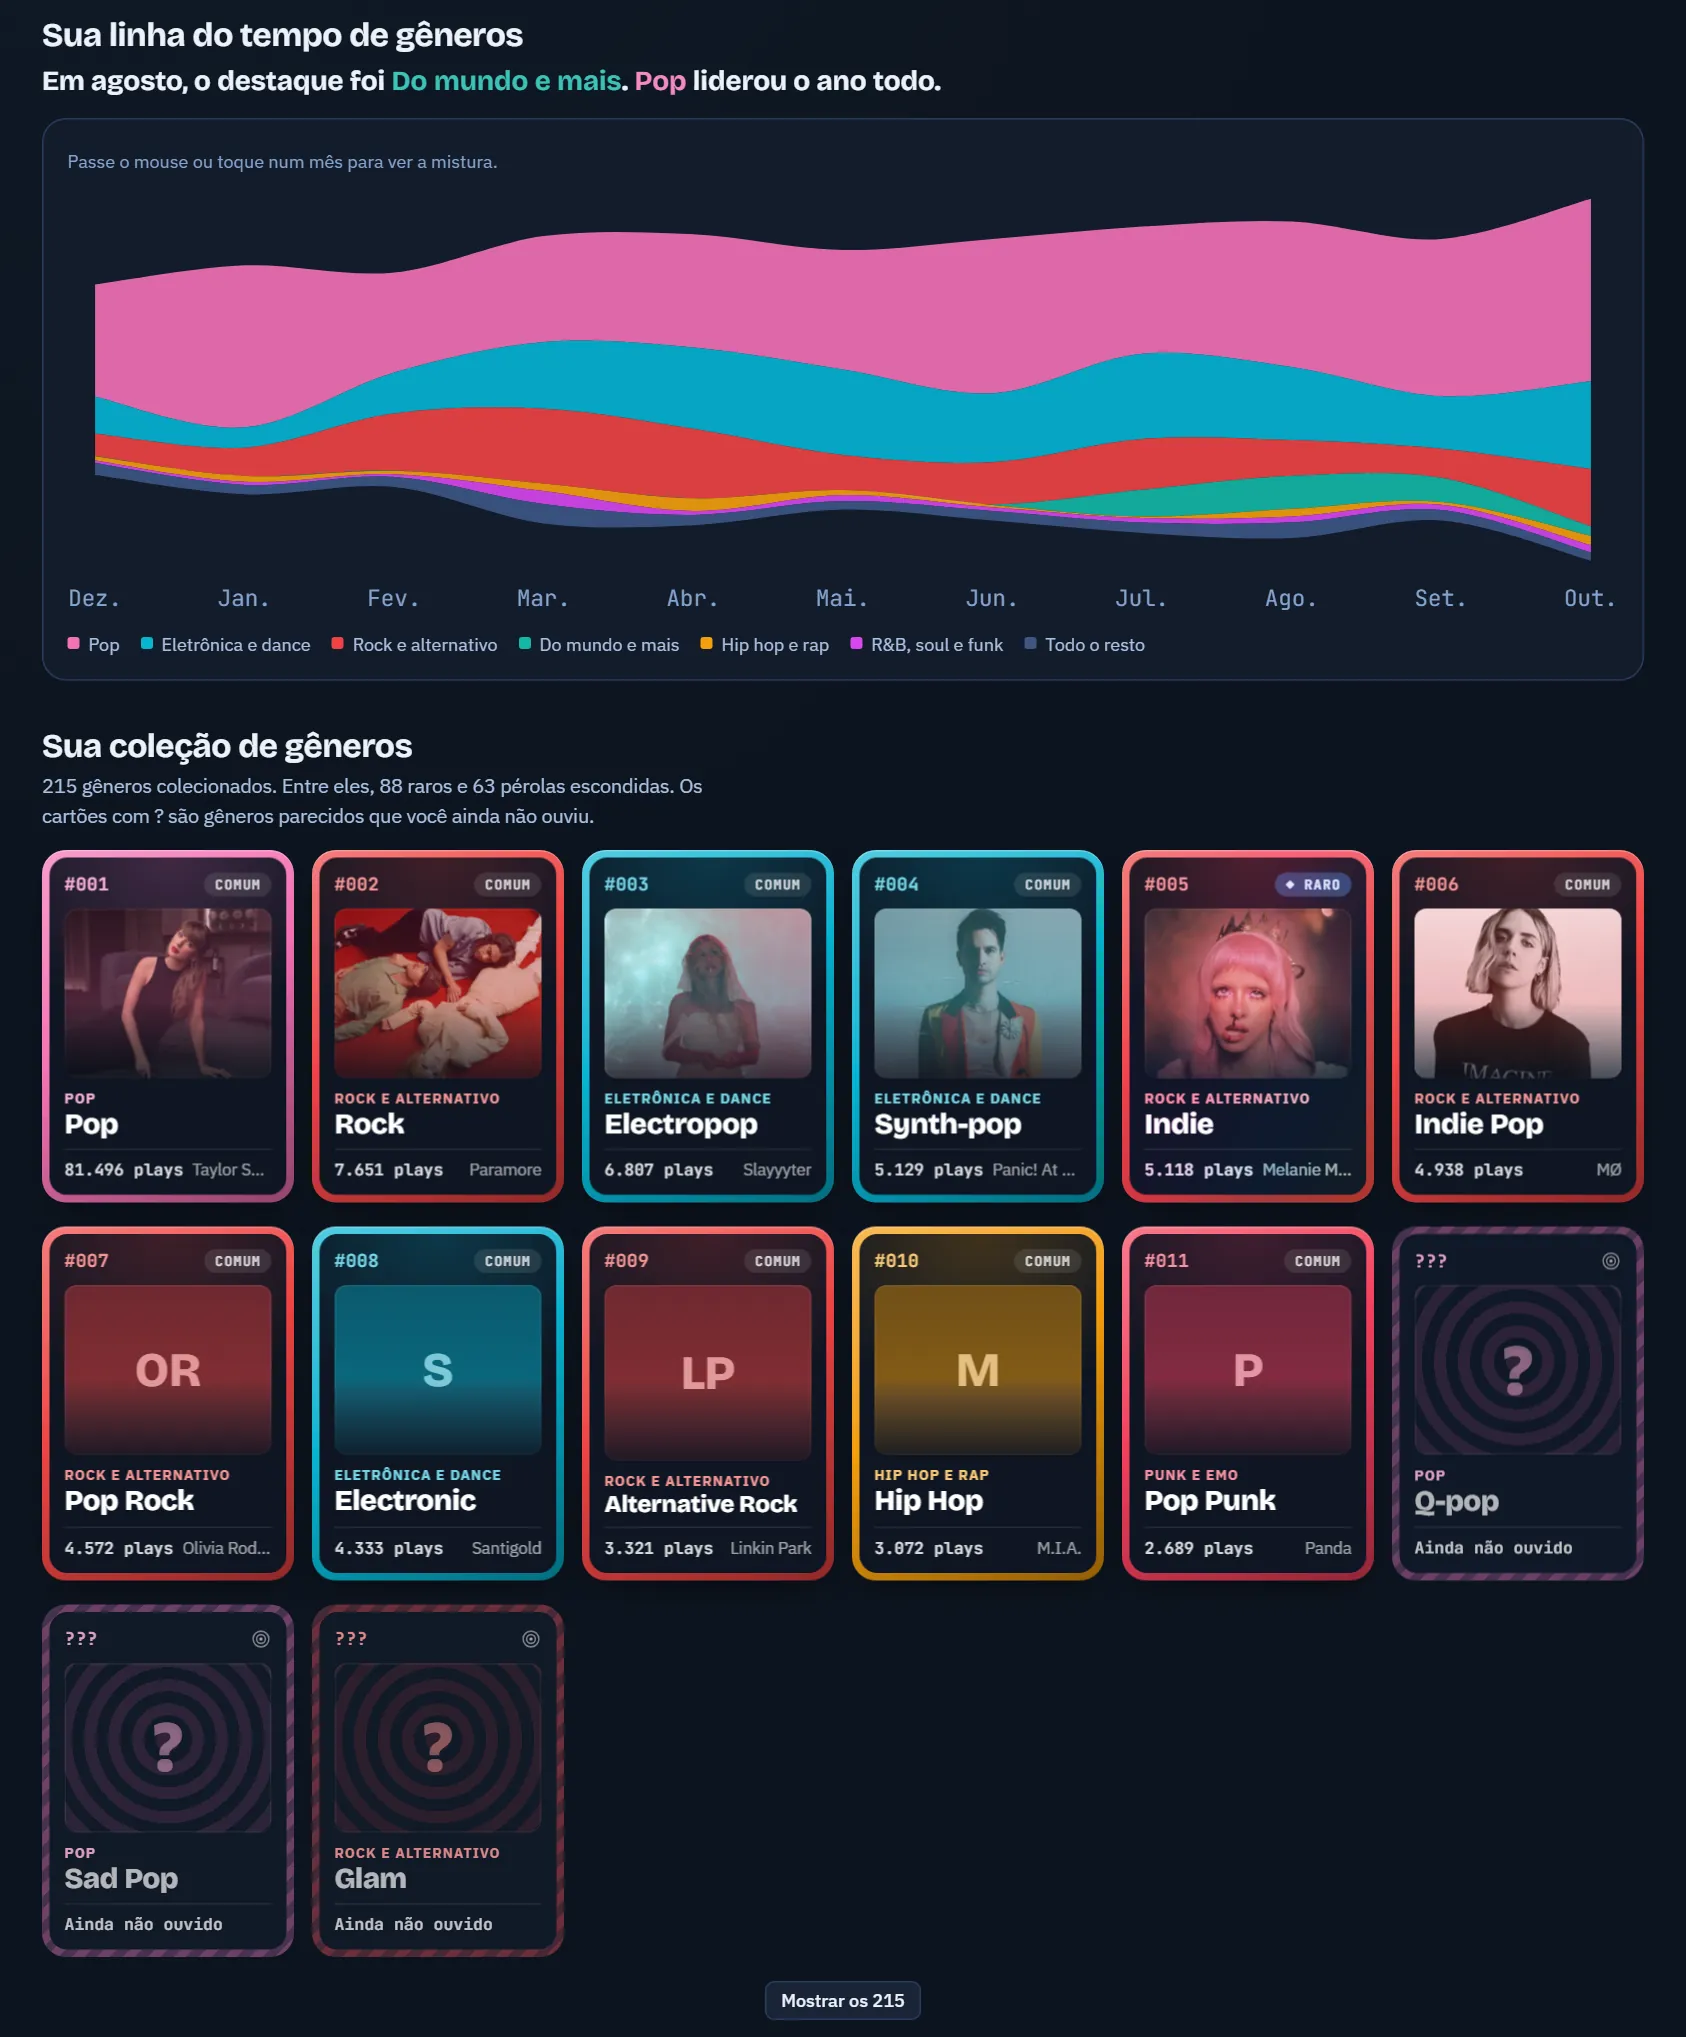 Sua linha do tempo de gêneros
Em agosto, o destaque foi Do mundo e mais. Pop liderou o ano todo.
Passe o mouse ou toque num mês para ver a mistura.
Dez. Jan. Fev. Mar. Abr. Mai. Jun. Jul. Ago. Set. Out.
Pop Eletrônica e dance Rock e alternativo Do mundo e mais Hip hop e rap R&B, soul e funk Todo o resto
Sua coleção de gêneros
215 gêneros colecionados. Entre eles, 88 raros e 63 pérolas escondidas. Os
cartões com ? são gêneros parecidos que você ainda não ouviu.
#001 COMUM
POP
Pop
81.496 plays Taylor S...
#002 COMUM
ROCK E ALTERNATIVO
Rock
7.651 plays Paramore
#003 COMUM
ELETRÔNICA E DANCE
Electropop
6.807 plays Slayyyter
#004 COMUM
ELETRÔNICA E DANCE
Synth-pop
5.129 plays Panic! At ...
#005 RARO
ROCK E ALTERNATIVO
Indie
5.118 plays Melanie M...
#006 COMUM
IMAGINE
ROCK E ALTERNATIVO
Indie Pop
4.938 plays MØ
#007 COMUM
OR
ROCK E ALTERNATIVO
Pop Rock
4.572 plays Olivia Rod...
#008 COMUM
S
ELETRÔNICA E DANCE
Electronic
4.333 plays Santigold
#009 COMUM
LP
ROCK E ALTERNATIVO
Alternative Rock
3.321 plays Linkin Park
#010 COMUM
M
HIP HOP E RAP
Hip Hop
3.072 plays M.I.A.
#011 COMUM
P
PUNK E EMO
Pop Punk
2.689 plays Panda
???
?
POP
Q-pop
Ainda não ouvido
???
?
POP
Sad Pop
Ainda não ouvido
???
?
ROCK E ALTERNATIVO
Glam
Ainda não ouvido
Mostrar os 215